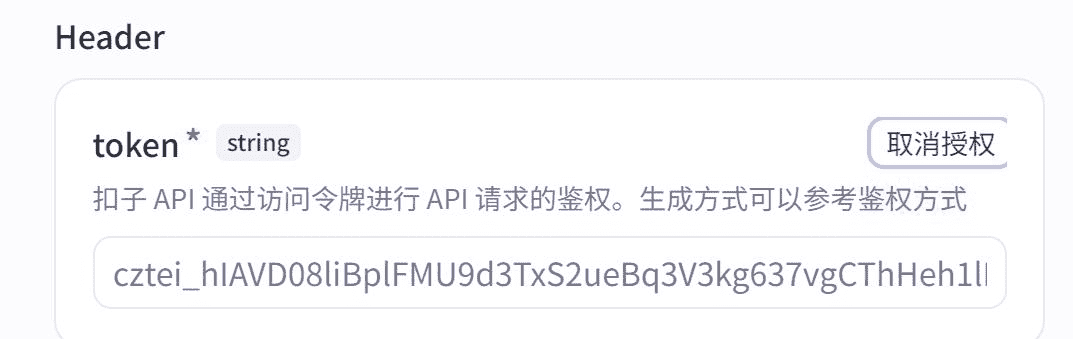 Header
token * string 取消授权
扣子 API 通过访问令牌进行 API 请求的鉴权。生成方式可以参考鉴权方式
cztei_hIAVD08liBplFMU9d3TxS2ueBq3V3kg637vgCThHeh1ll